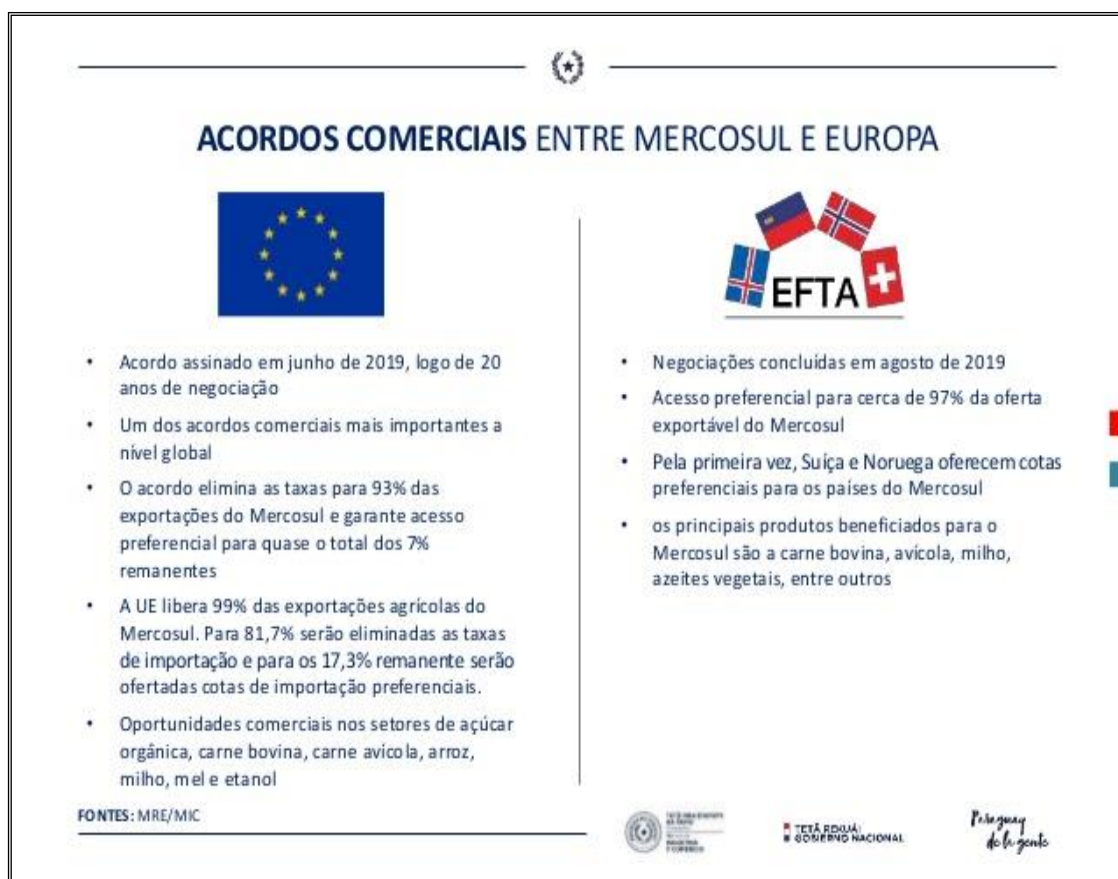 ACORDOS COMERCIAIS ENTRE MERCOSUL E EUROPA
• Acordo assinado em junho de 2019, logo de 20
anos de negociação
• Um dos acordos comerciais mais importantes a
nível global
• O acordo elimina as taxas para 93% das
exportações do Mercosul e garante acesso
preferencial para quase o total dos 7%
remanentes
• A UE libera 99% das exportações agrícolas do
Mercosul. Para 81,7% serão eliminadas as taxas
de importação e para os 17,3% remanente serão
ofertadas cotas de importação preferenciais.
• Oportunidades comerciais nos setores de açúcar
orgânica, carne bovina, carne avícola, arroz,
milho, mel e etanol
FONTES: MRE/MIC
EFTA
• Negociações concluídas em agosto de 2019
• Acesso preferencial para cerca de 97% da oferta
exportável do Mercosul
• Pela primeira vez, Suíça e Noruega oferecem cotas
preferenciais para os países do Mercosul
• os principais produtos beneficiados para o
Mercosul são a carne bovina, avícola, milho,
azeites vegetais, entre outros
TETÃ REKUÁI
GOBIERNO NACIONAL
Paraguay
de la gente